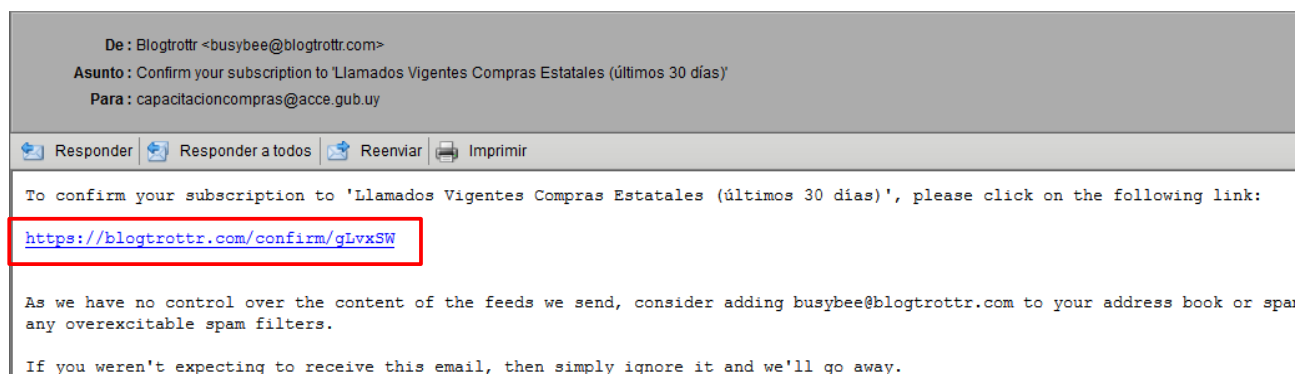 De : Blogtrottr <busybee@blogtrottr.com>
Asunto : Confirm your subscription to 'Llamados Vigentes Compras Estatales (últimos 30 días)'
Para : capacitacioncompras@acce.gub.uy
Responder Responder a todos Reenviar Imprimir
To confirm your subscription to 'Llamados Vigentes Compras Estatales (últimos 30 días)', please click on the following link:
https://blogtrottr.com/confirm/gLvxSW
As we have no control over the content of the feeds we send, consider adding busybee@blogtrottr.com to your address book or
any overexcitable spam filters.
If you weren't expecting to receive this email, then simply ignore it and we'll go away.